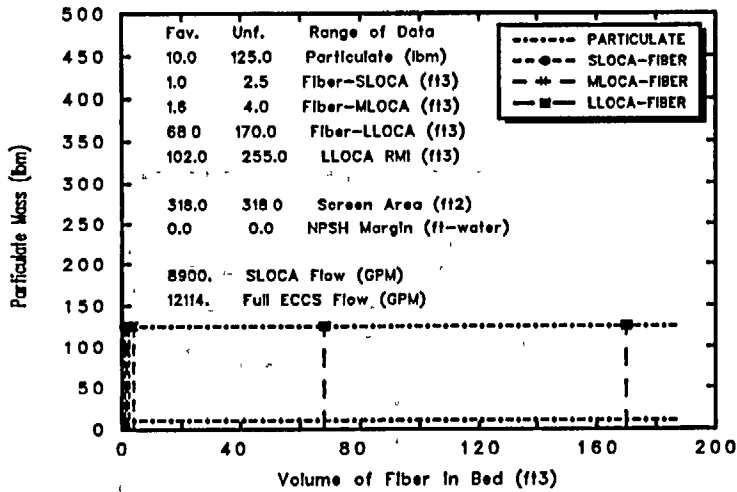 500
450
400
350
300
250
200
150
100
50
0
Particulate Mass (lbm)
Fav. Unf. Range of Data
10.0 125.0 Particulate (lbm)
1.0 2.5 Fiber-SLOCA (ft3)
1.6 4.0 Fiber-MLOCA (ft3)
68 0 170.0 Fiber-LLOCA (ft3)
102.0 255.0 LLOCA RMI (ft3)
318.0 318 0 Screen Area (ft2)
0.0 0.0 NPSH Margin (ft-water)
8900. SLOCA Flow (GPM)
12114. Full ECCS Flow (GPM)
PARTICULATE
SLOCA-FIBER
MLOCA-FIBER
LLOCA-FIBER
0 40 80 120 160 200
Volume of Fiber in Bed (ft3)